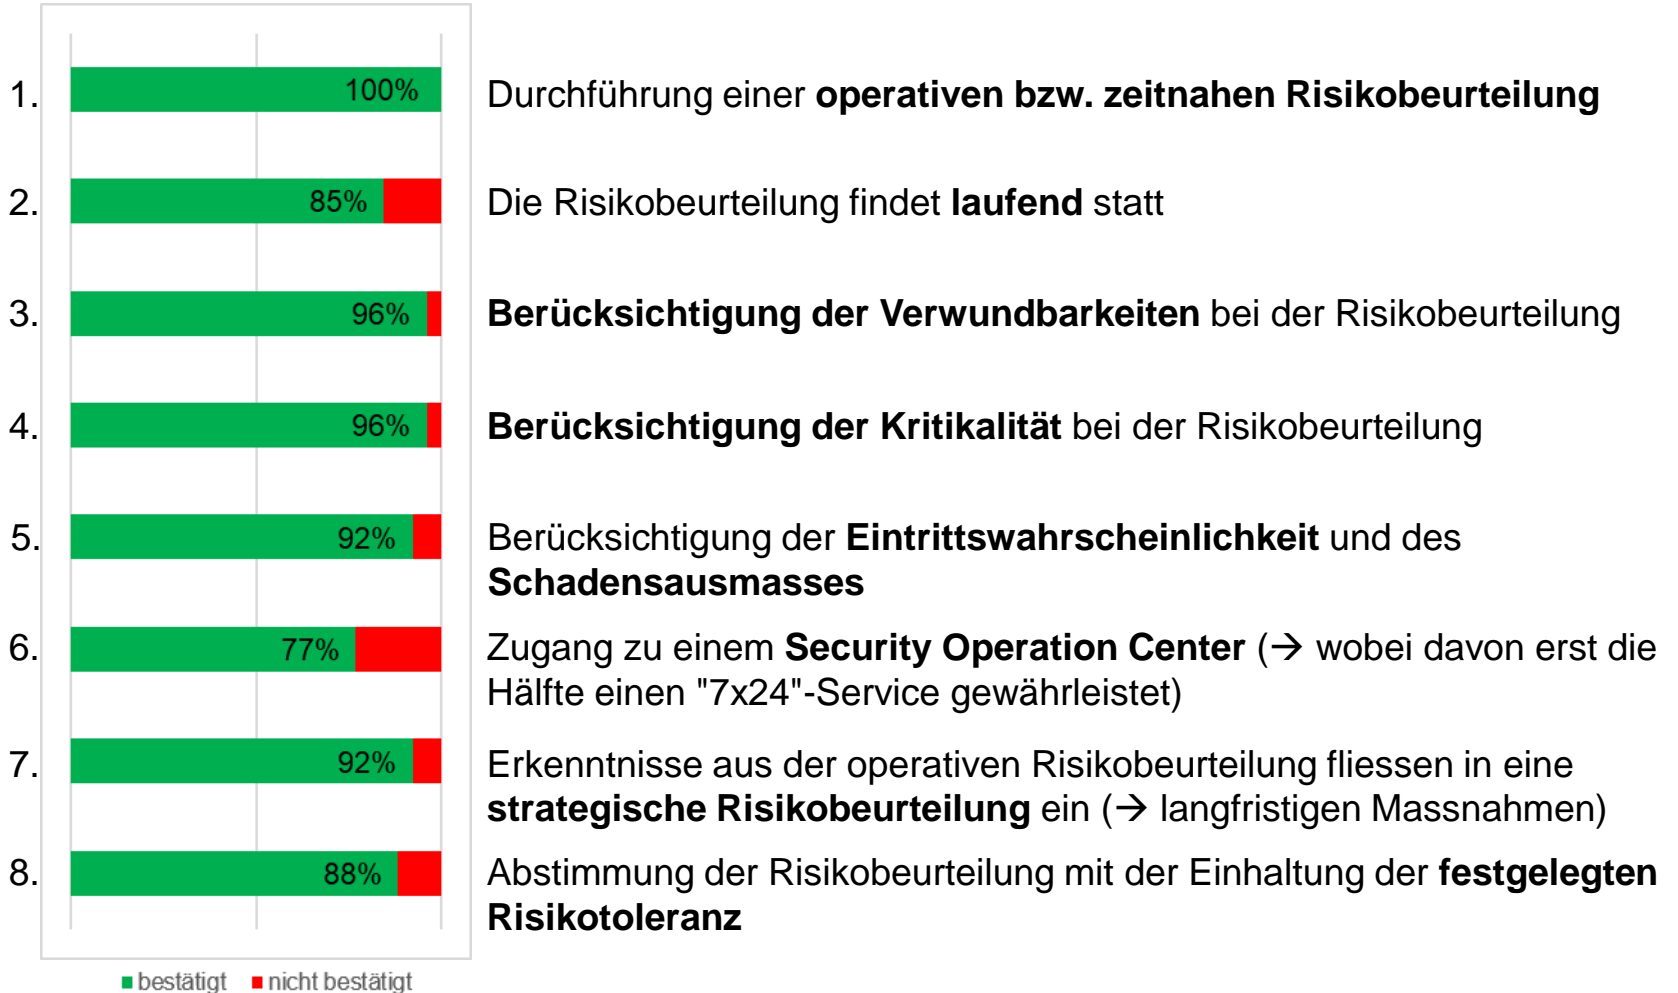 1. 100% Durchführung einer operativen bzw. zeitnahen Risikobeurteilung
2. 85% Die Risikobeurteilung findet laufend statt
3. 96% Berücksichtigung der Verwundbarkeiten bei der Risikobeurteilung
4. 96% Berücksichtigung der Kritikalität bei der Risikobeurteilung
5. 92% Berücksichtigung der Eintrittswahrscheinlichkeit und des
Schadensausmasses
6. 77% Zugang zu einem Security Operation Center (→ wobei davon erst die
Hälfte einen "7x24"-Service gewährleistet)
7. 92% Erkenntnisse aus der operativen Risikobeurteilung fliessen in eine
strategische Risikobeurteilung ein (→ langfristigen Massnahmen)
8. 88% Abstimmung der Risikobeurteilung mit der Einhaltung der festgelegten
Risikotoleranz
bestätigt nicht bestätigt